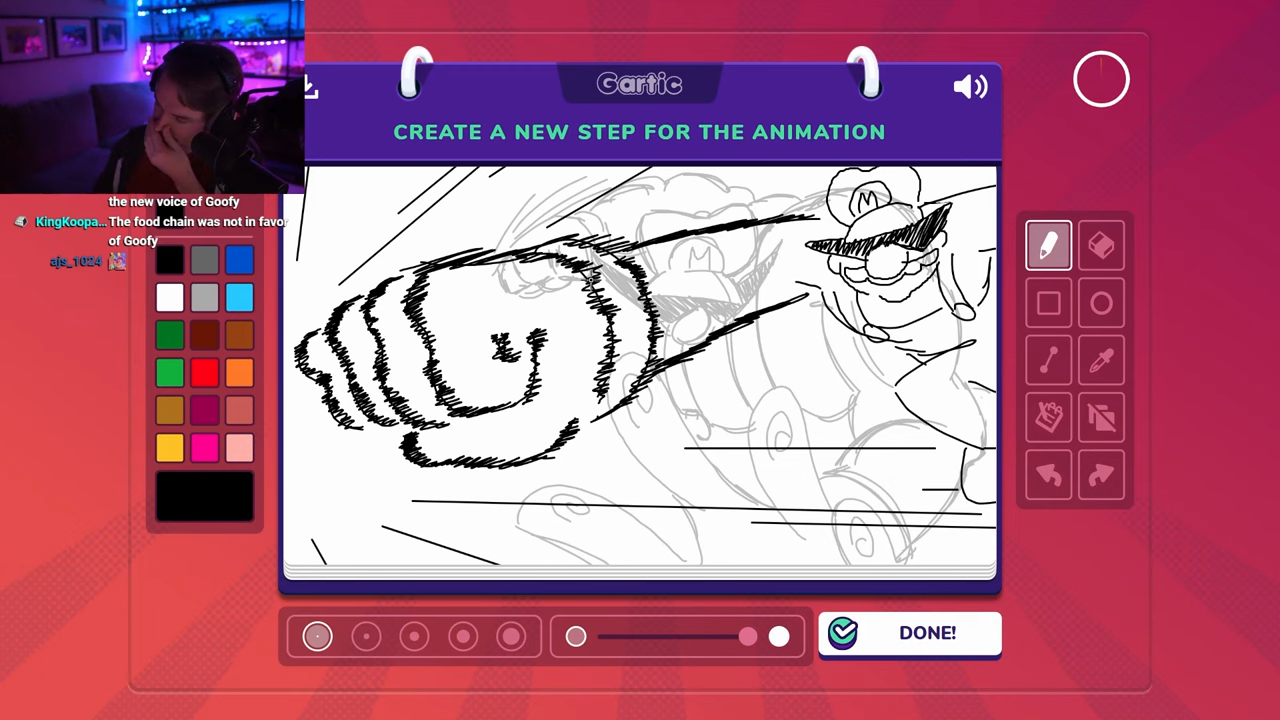 Gartic
CREATE A NEW STEP FOR THE ANIMATION
the new voice of Goofy
KingKoopa... The food chain was not in favor
of Goofy
ajs_1024
M
M
DONE!